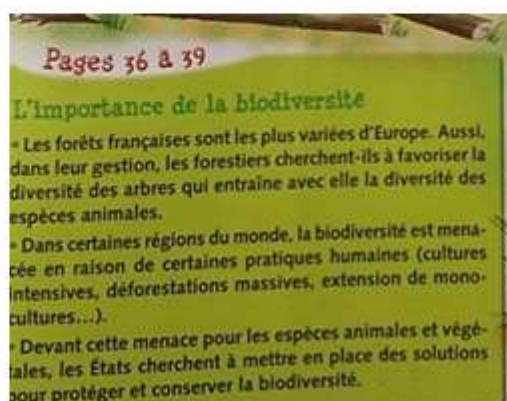 Pages 36 à 39
L'importance de la biodiversité
• Les forêts françaises sont les plus variées d'Europe. Aussi,
dans leur gestion, les forestiers cherchent-ils à favoriser la
diversité des arbres qui entraîne avec elle la diversité des
espèces animales.
• Dans certaines régions du monde, la biodiversité est mena-
cée en raison de certaines pratiques humaines (cultures
intensives, déforestations massives, extension de mono-
cultures...).
• Devant cette menace pour les espèces animales et végé-
tales, les États cherchent à mettre en place des solutions
pour protéger et conserver la biodiversité.